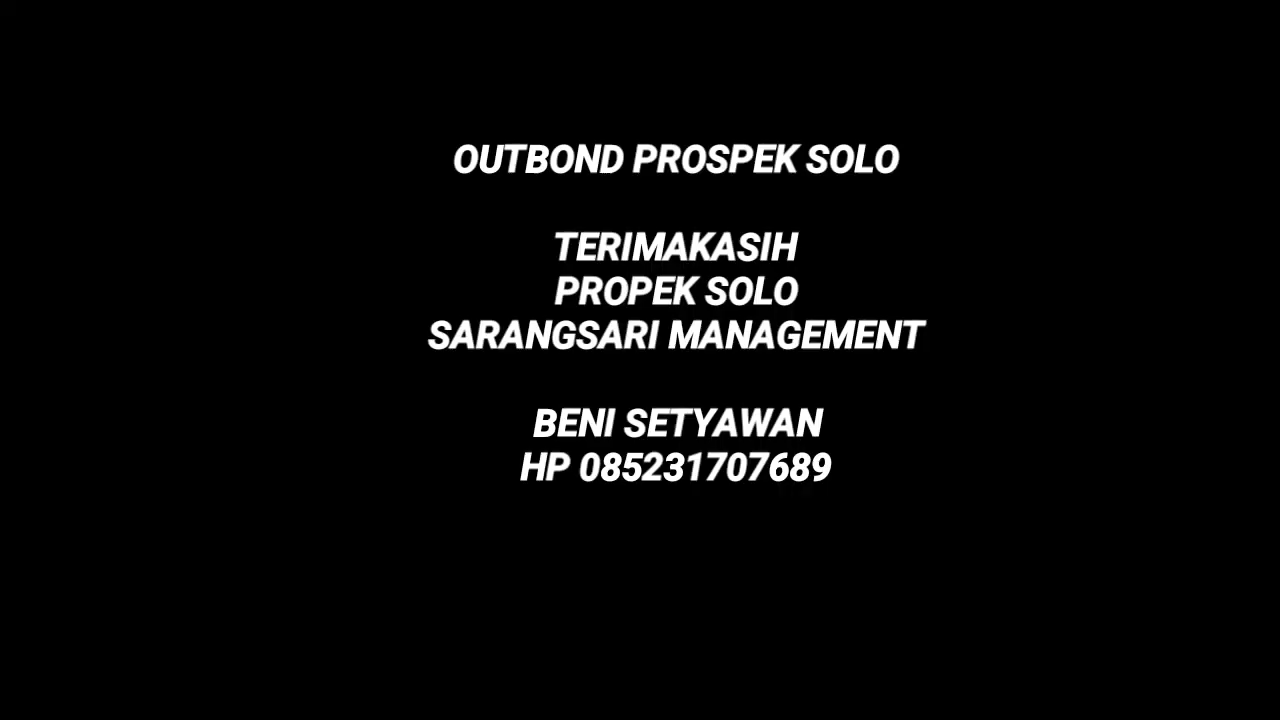 OUTBOND PROSPEK SOLO
TERIMAKASIH
PROPEK SOLO
SARANGSARI MANAGEMENT
BENI SETYAWAN
HP 085231707689